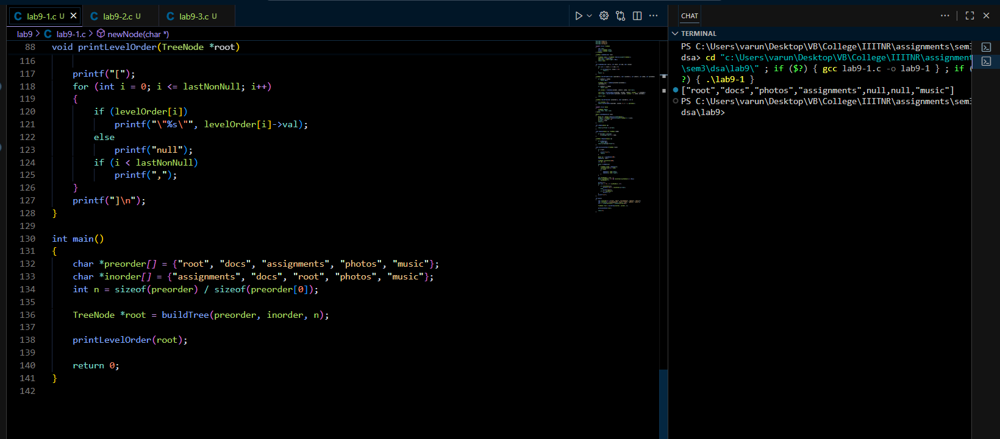 lab9-1.c U
lab9-2.c U
lab9-3.c U
lab9 > C lab9-1.c > newNode(char *)
88 void printLevelOrder(TreeNode *root)
116
117 printf("[");
118 for (int i = 0; i <= lastNonNull; i++)
119 {
120 if (levelOrder[i])
121 printf("\"%s\"", levelOrder[i]->val);
122 else
123 printf("null");
124 if (i < lastNonNull)
125 printf(",");
126 }
127 printf("]\n");
128 }
129
130 int main()
131 {
132 char *preorder[] = {"root", "docs", "assignments", "photos", "music"};
133 char *inorder[] = {"assignments", "docs", "root", "photos", "music"};
134 int n = sizeof(preorder) / sizeof(preorder[0]);
135
136 TreeNode *root = buildTree(preorder, inorder, n);
137
138 printLevelOrder(root);
139
140 return 0;
141 }
142
CHAT
TERMINAL
PS C:\Users\varun\Desktop\VB\College\IIITNR\assignments\sem3
dsa> cd "c:\Users\varun\Desktop\VB\College\IIITNR\assignment
\sem3\dsa\lab9\" ; if ($?) { gcc lab9-1.c -o lab9-1 } ; if (
?) { .\lab9-1 }
["root","docs","photos","assignments",null,null,"music"]
PS C:\Users\varun\Desktop\VB\College\IIITNR\assignments\sem3
dsa\lab9>